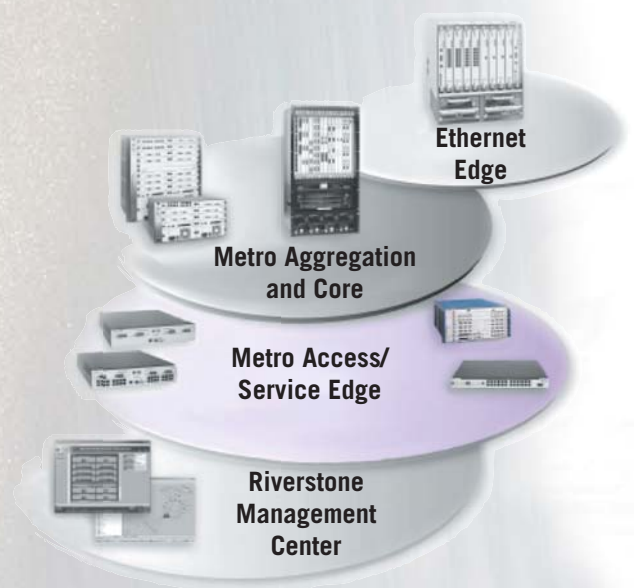 Ethernet
Edge
Metro Aggregation
and Core
Metro Access/
Service Edge
Riverstone
Management
Center